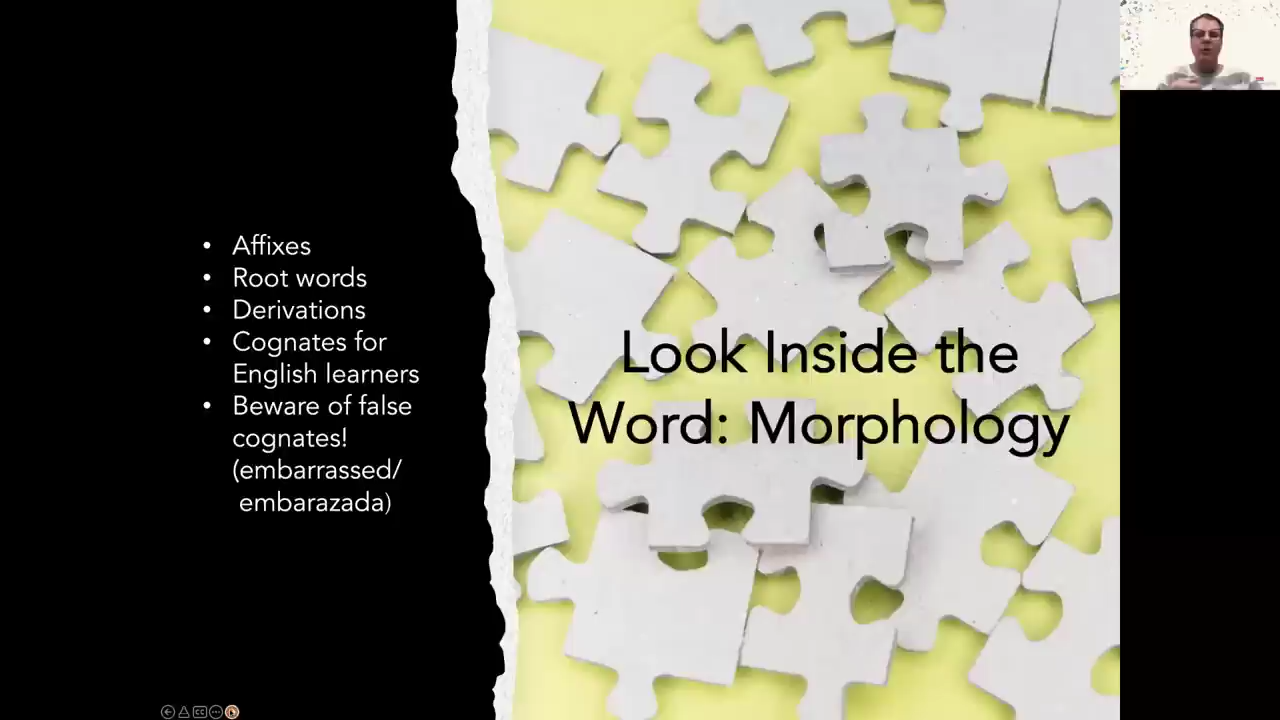 • Affixes
• Root words
• Derivations
• Cognates for
English learners
• Beware of false
cognates!
(embarrassed/
embarazada)
Look Inside the
Word: Morphology